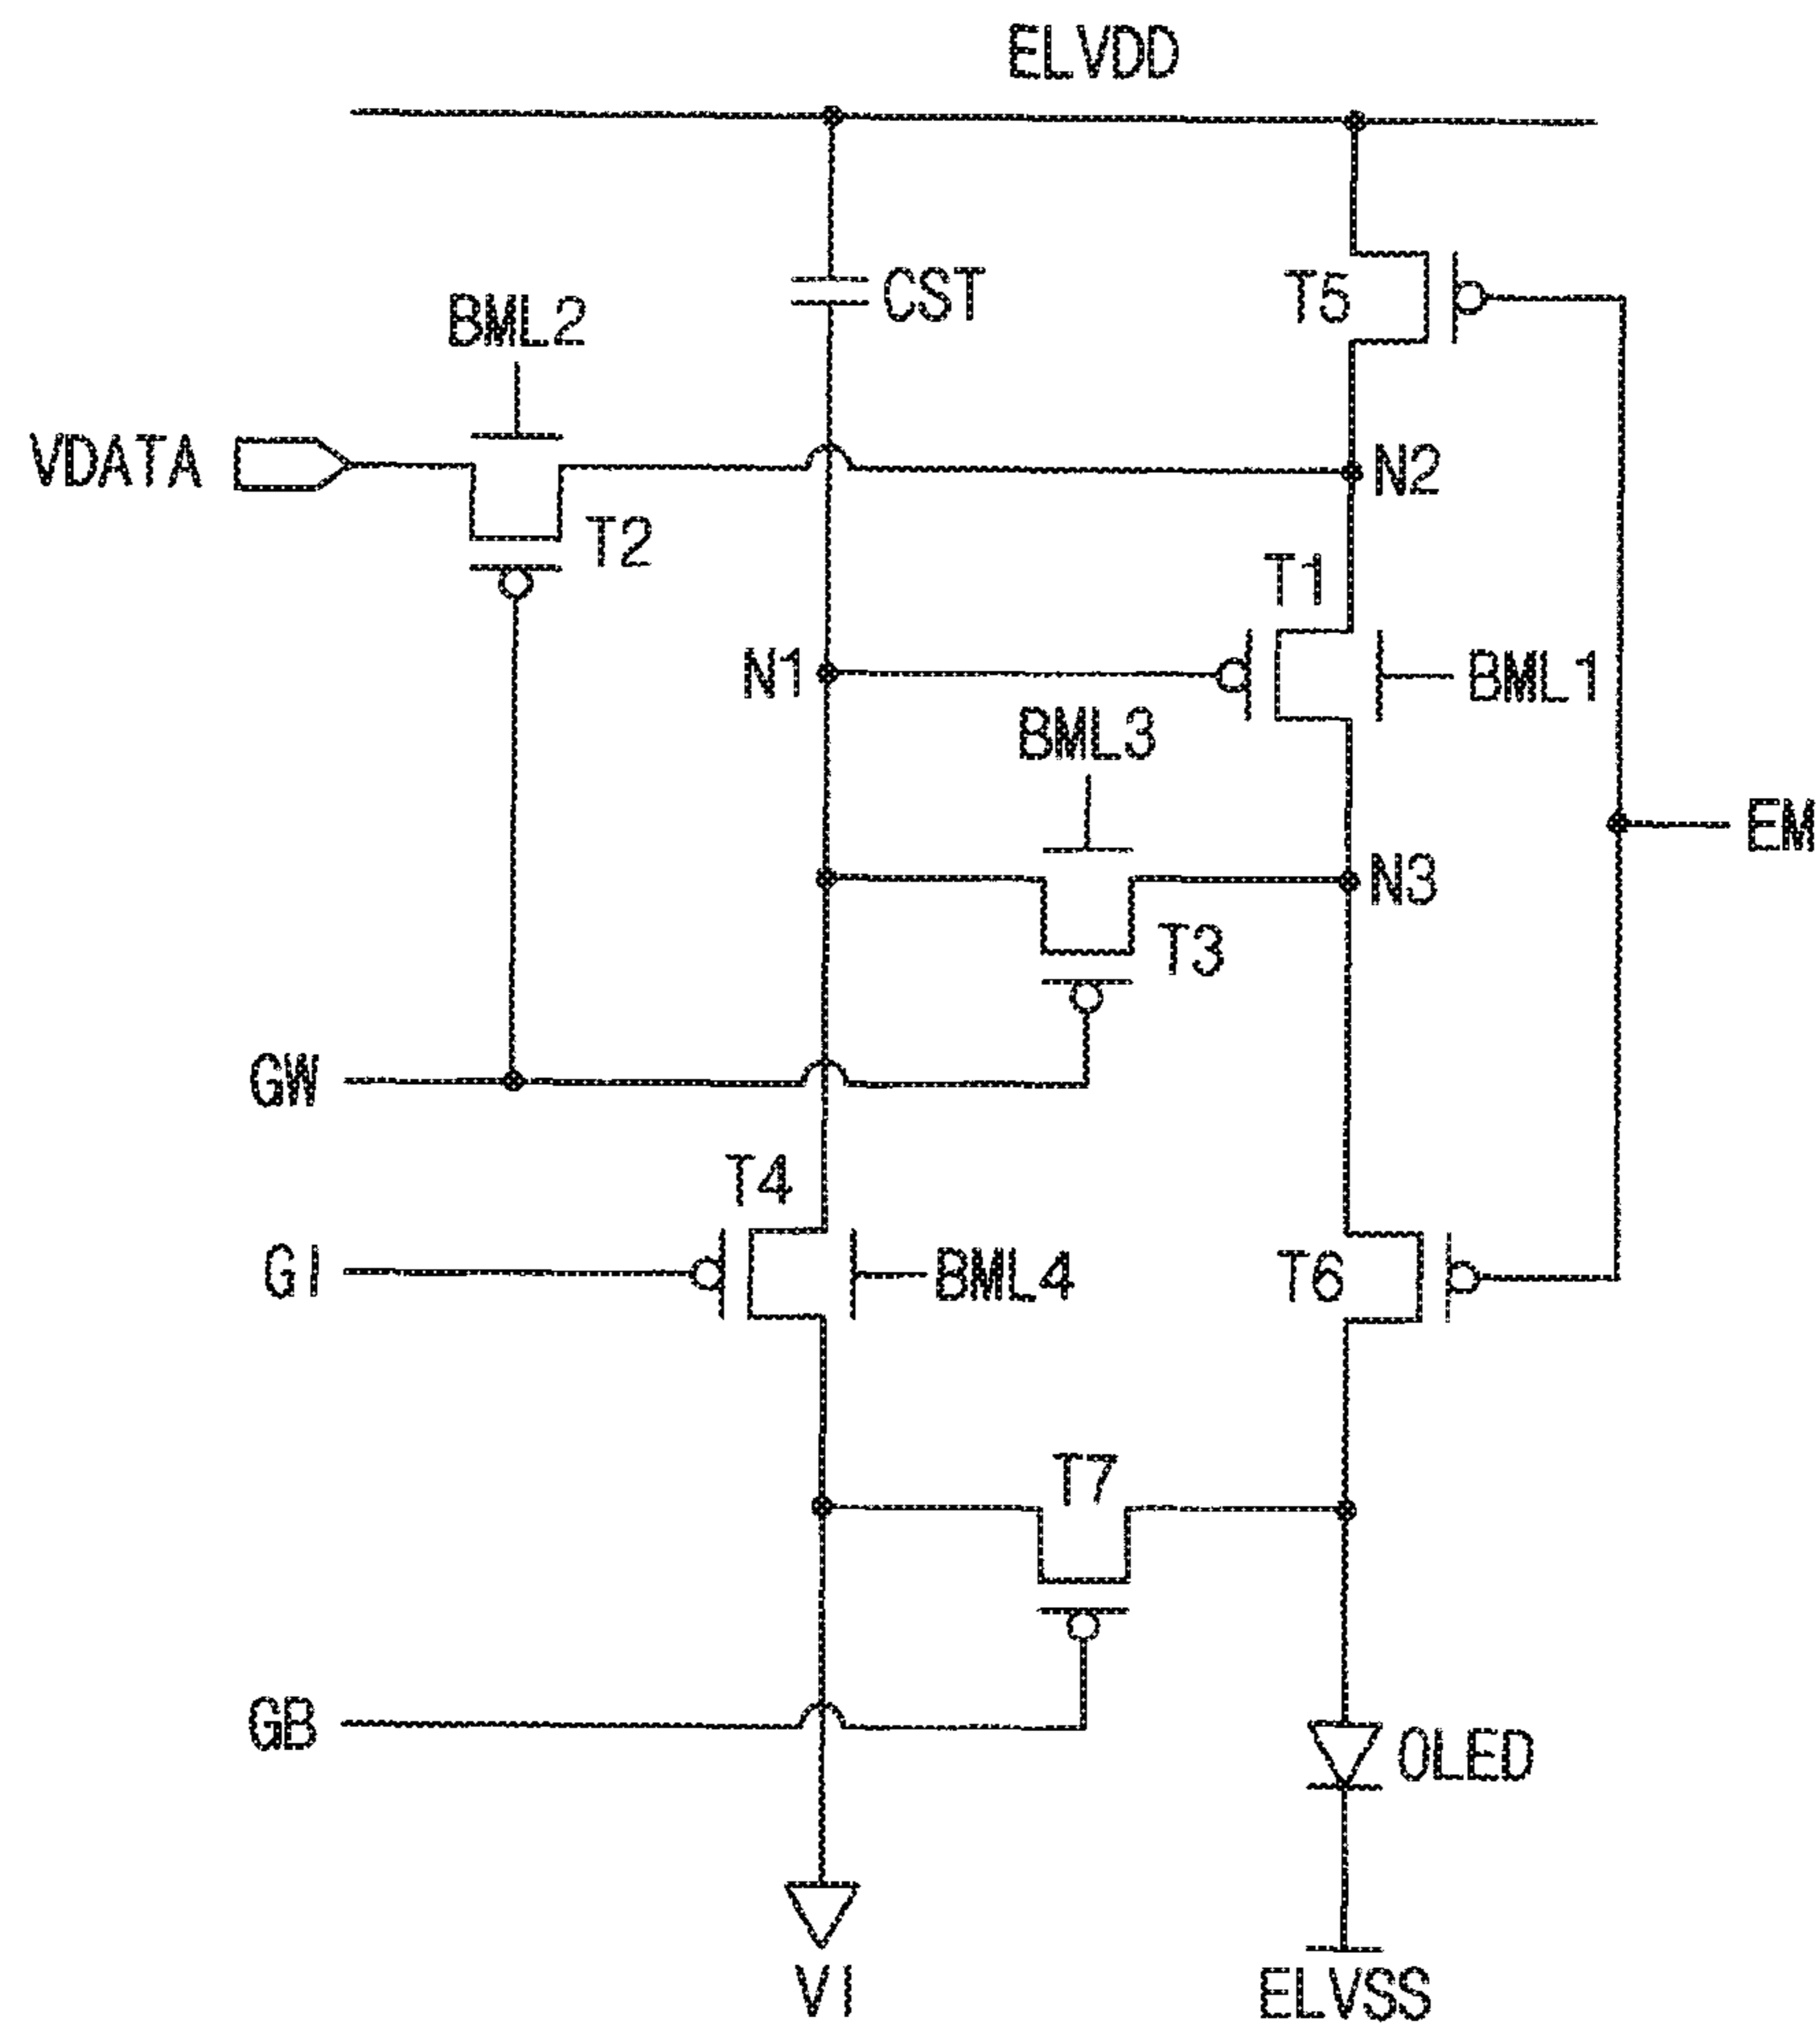 ELVDD
CST
T5
BML2
VDATA
N2
T2
T1
N1
BML1
BML3
EM
N3
T3
GW
T4
GI
BML4
T6
T7
GB
OLED
VI
ELVSS